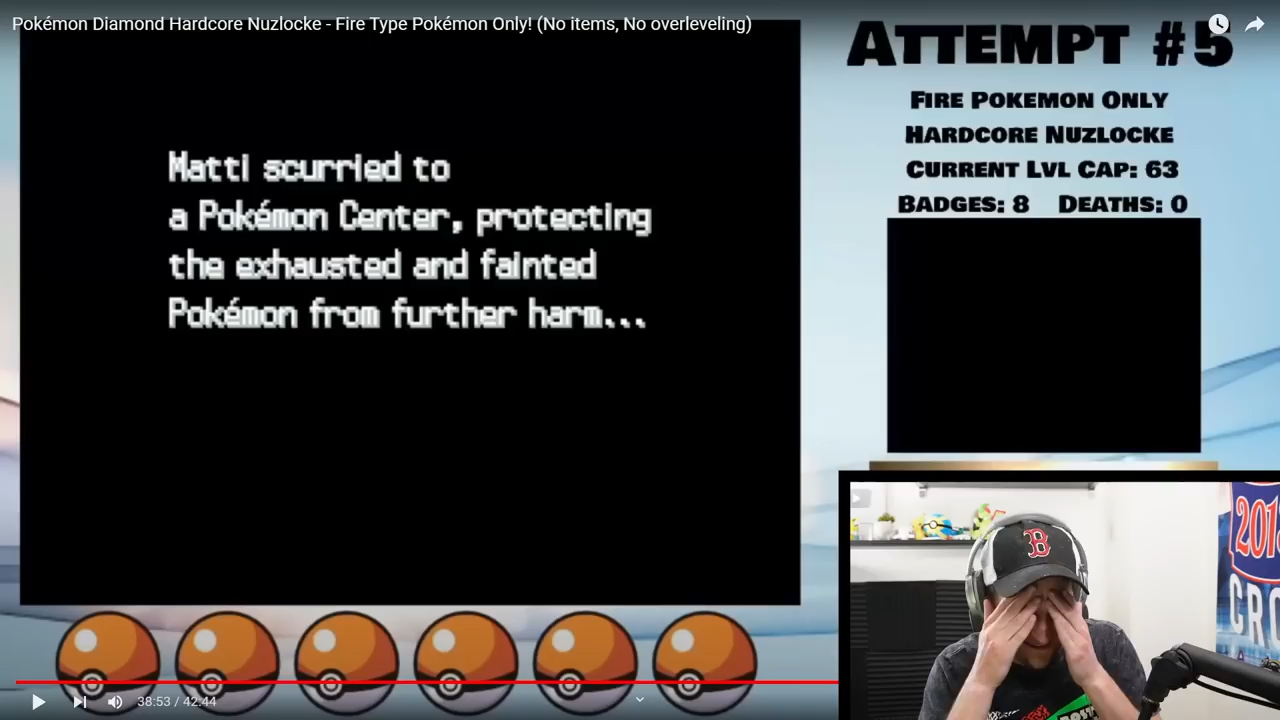 Pokémon Diamond Hardcore Nuzlocke - Fire Type Pokémon Only! (No items, No overleveling)
ATTEMPT #5
FIRE POKEMON ONLY
HARDCORE NUZLOCKE
CURRENT LVL CAP: 63
BADGES: 8 DEATHS: 0
Matti scurried to
a Pokémon Center, protecting
the exhausted and fainted
Pokémon from further harm...
B
201
CRO
38:53 / 42:44